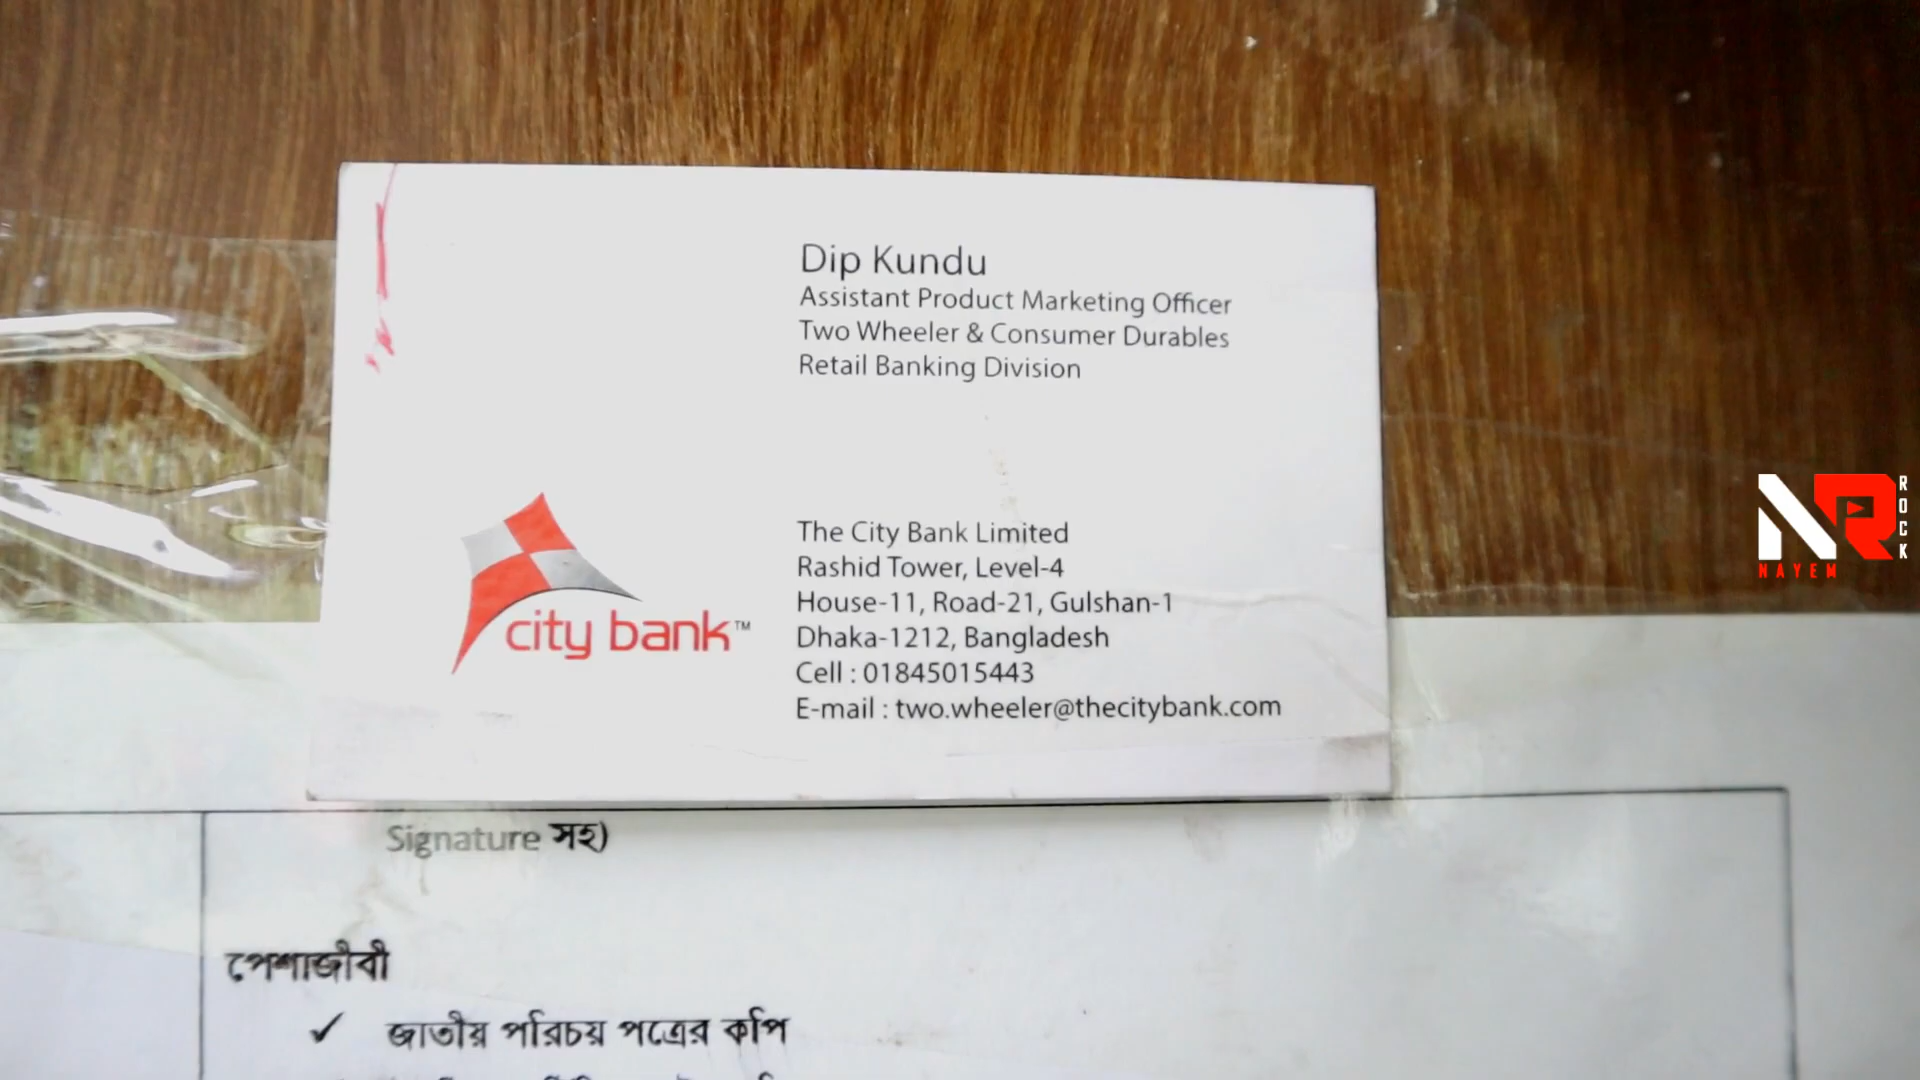 Dip Kundu
Assistant Product Marketing Officer
Two Wheeler & Consumer Durables
Retail Banking Division
city bank™
The City Bank Limited
Rashid Tower, Level-4
House-11, Road-21, Gulshan-1
Dhaka-1212, Bangladesh
Cell : 01845015443
E-mail : two.wheeler@thecitybank.com
NR
ROCK
NAYEM
Signature সহ)
পেশাজীবী
✓ জাতীয় পরিচয় পত্রের কপি